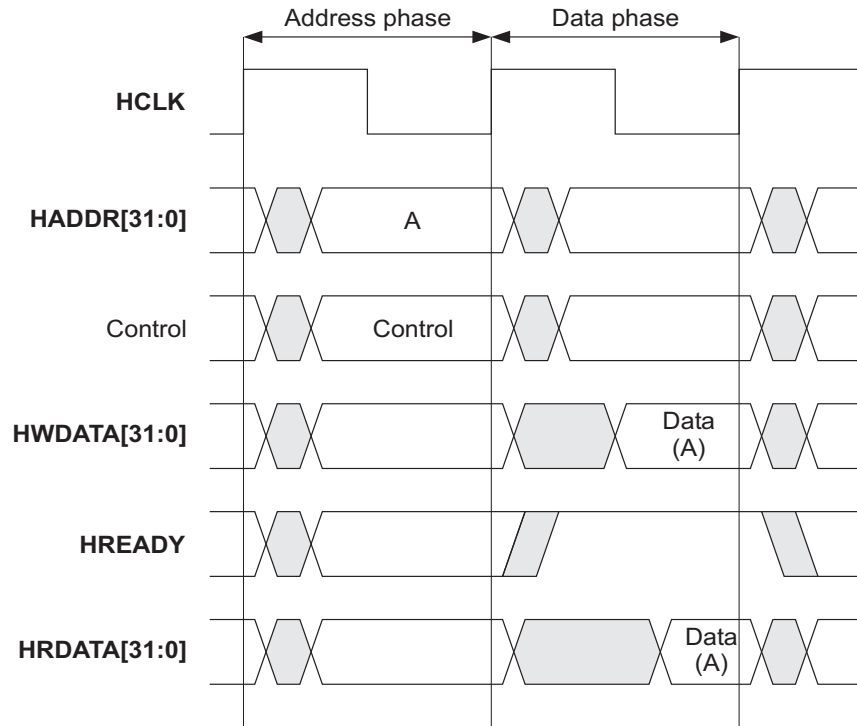 Address phase Data phase
HCLK
HADDR[31:0] A
Control Control
HWDATA[31:0] Data
(A)
HREADY
HRDATA[31:0] Data
(A)